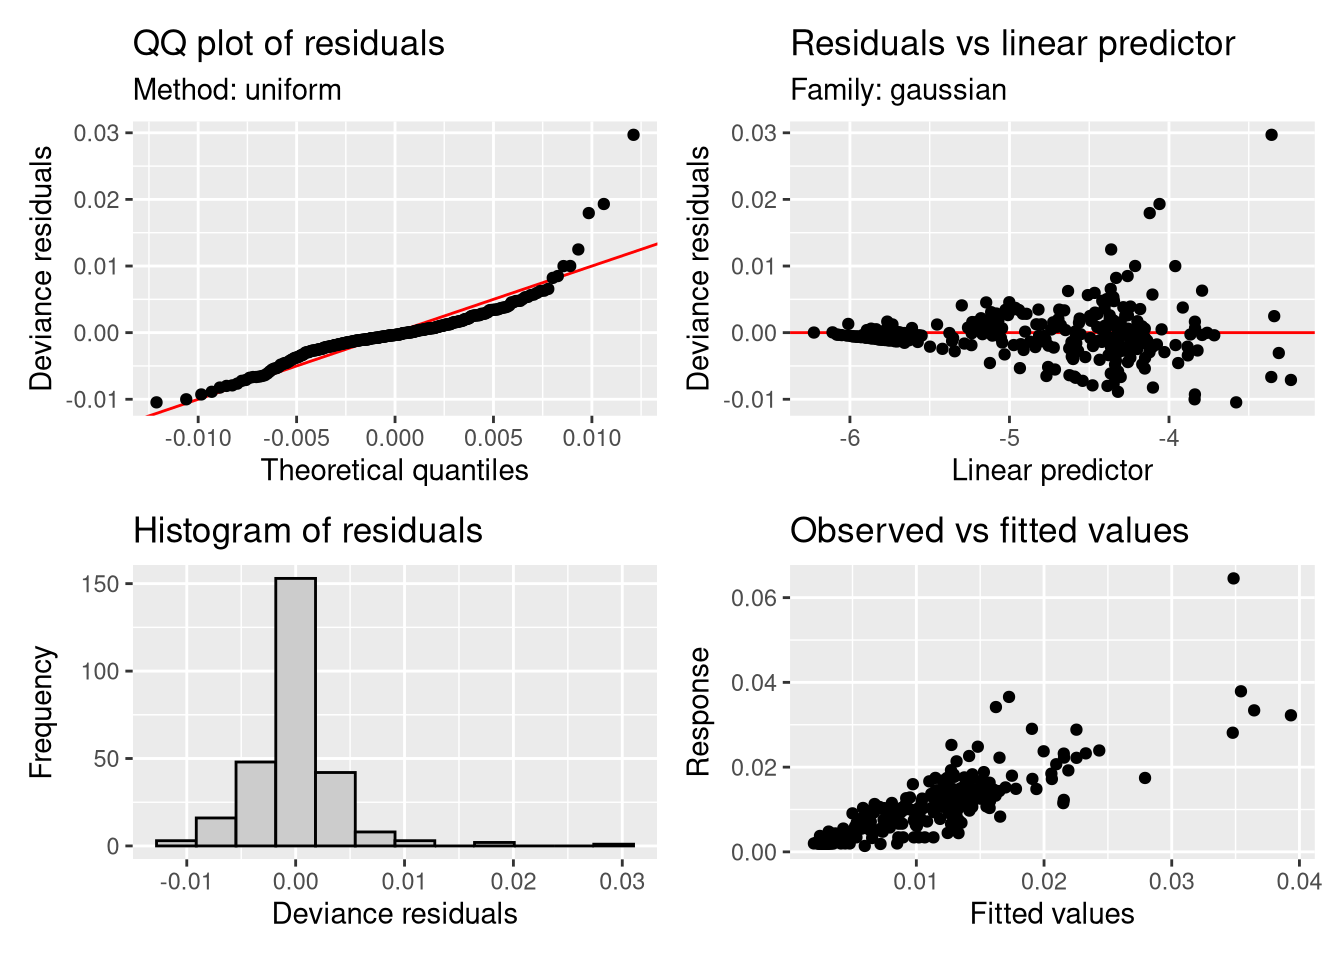 QQ plot of residuals
Method: uniform
Deviance residuals
0.03
0.02
0.01
0.00
-0.01
-0.010 -0.005 0.000 0.005 0.010
Theoretical quantiles
Residuals vs linear predictor
Family: gaussian
Deviance residuals
0.03
0.02
0.01
0.00
-0.01
-6 -5 -4
Linear predictor
Histogram of residuals
Frequency
150
100
50
0
-0.01 0.00 0.01 0.02 0.03
Deviance residuals
Observed vs fitted values
Response
0.06
0.04
0.02
0.00
0.01 0.02 0.03 0.04
Fitted values